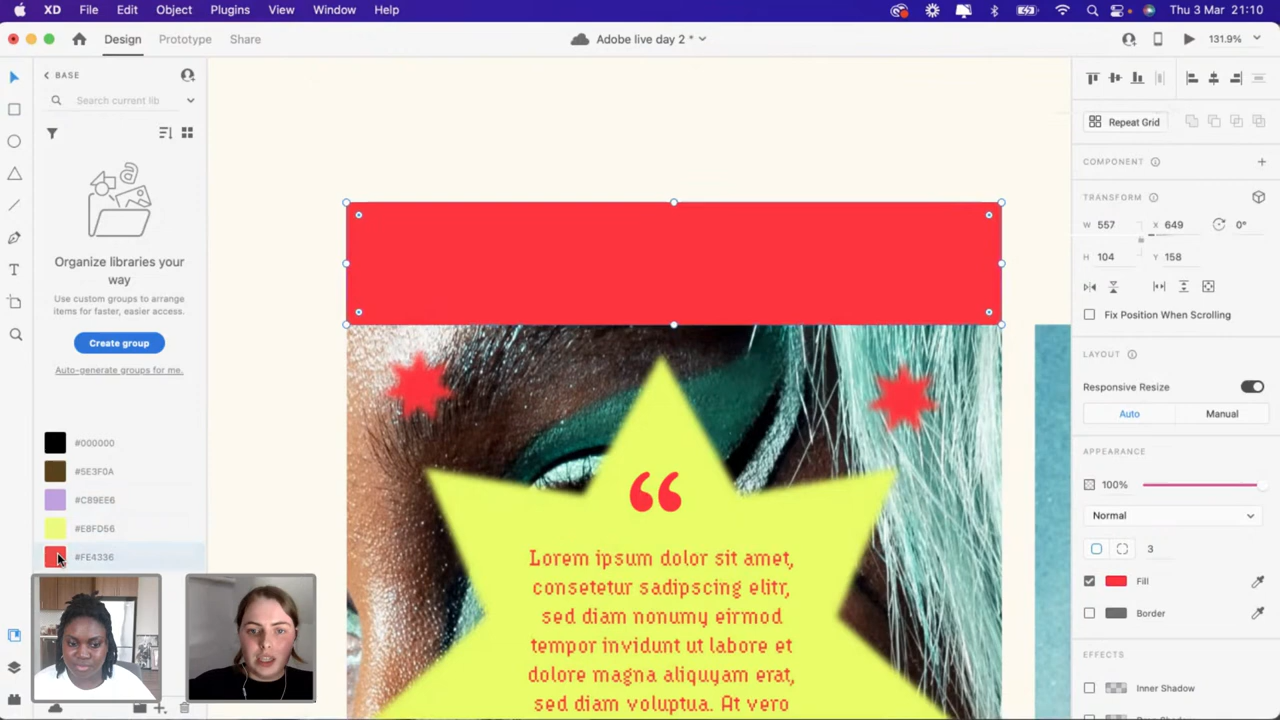 XD File Edit Object Plugins View Window Help
Thu 3 Mar 21:10
Design Prototype Share
Adobe live day 2 *
131.9%
BASE
Search current lib
Organize libraries your
way
Use custom groups to arrange
items for faster, easier access.
Create group
Auto-generate groups for me.
#000000
#5E3F0A
#C89EE6
#E8FD56
#FE4336
“
Lorem ipsum dolor sit amet,
consetetur sadipscing elitr,
sed diam nonumy eirmod
tempor invidunt ut labore et
dolore magna aliquyam erat,
sed diam voluptua. At vero
Repeat Grid
COMPONENT
TRANSFORM
W 557 X 649 0°
H 104 Y 158
Fix Position When Scrolling
LAYOUT
Responsive Resize
Auto Manual
APPEARANCE
100%
Normal
3
Fill
Border
EFFECTS
Inner Shadow